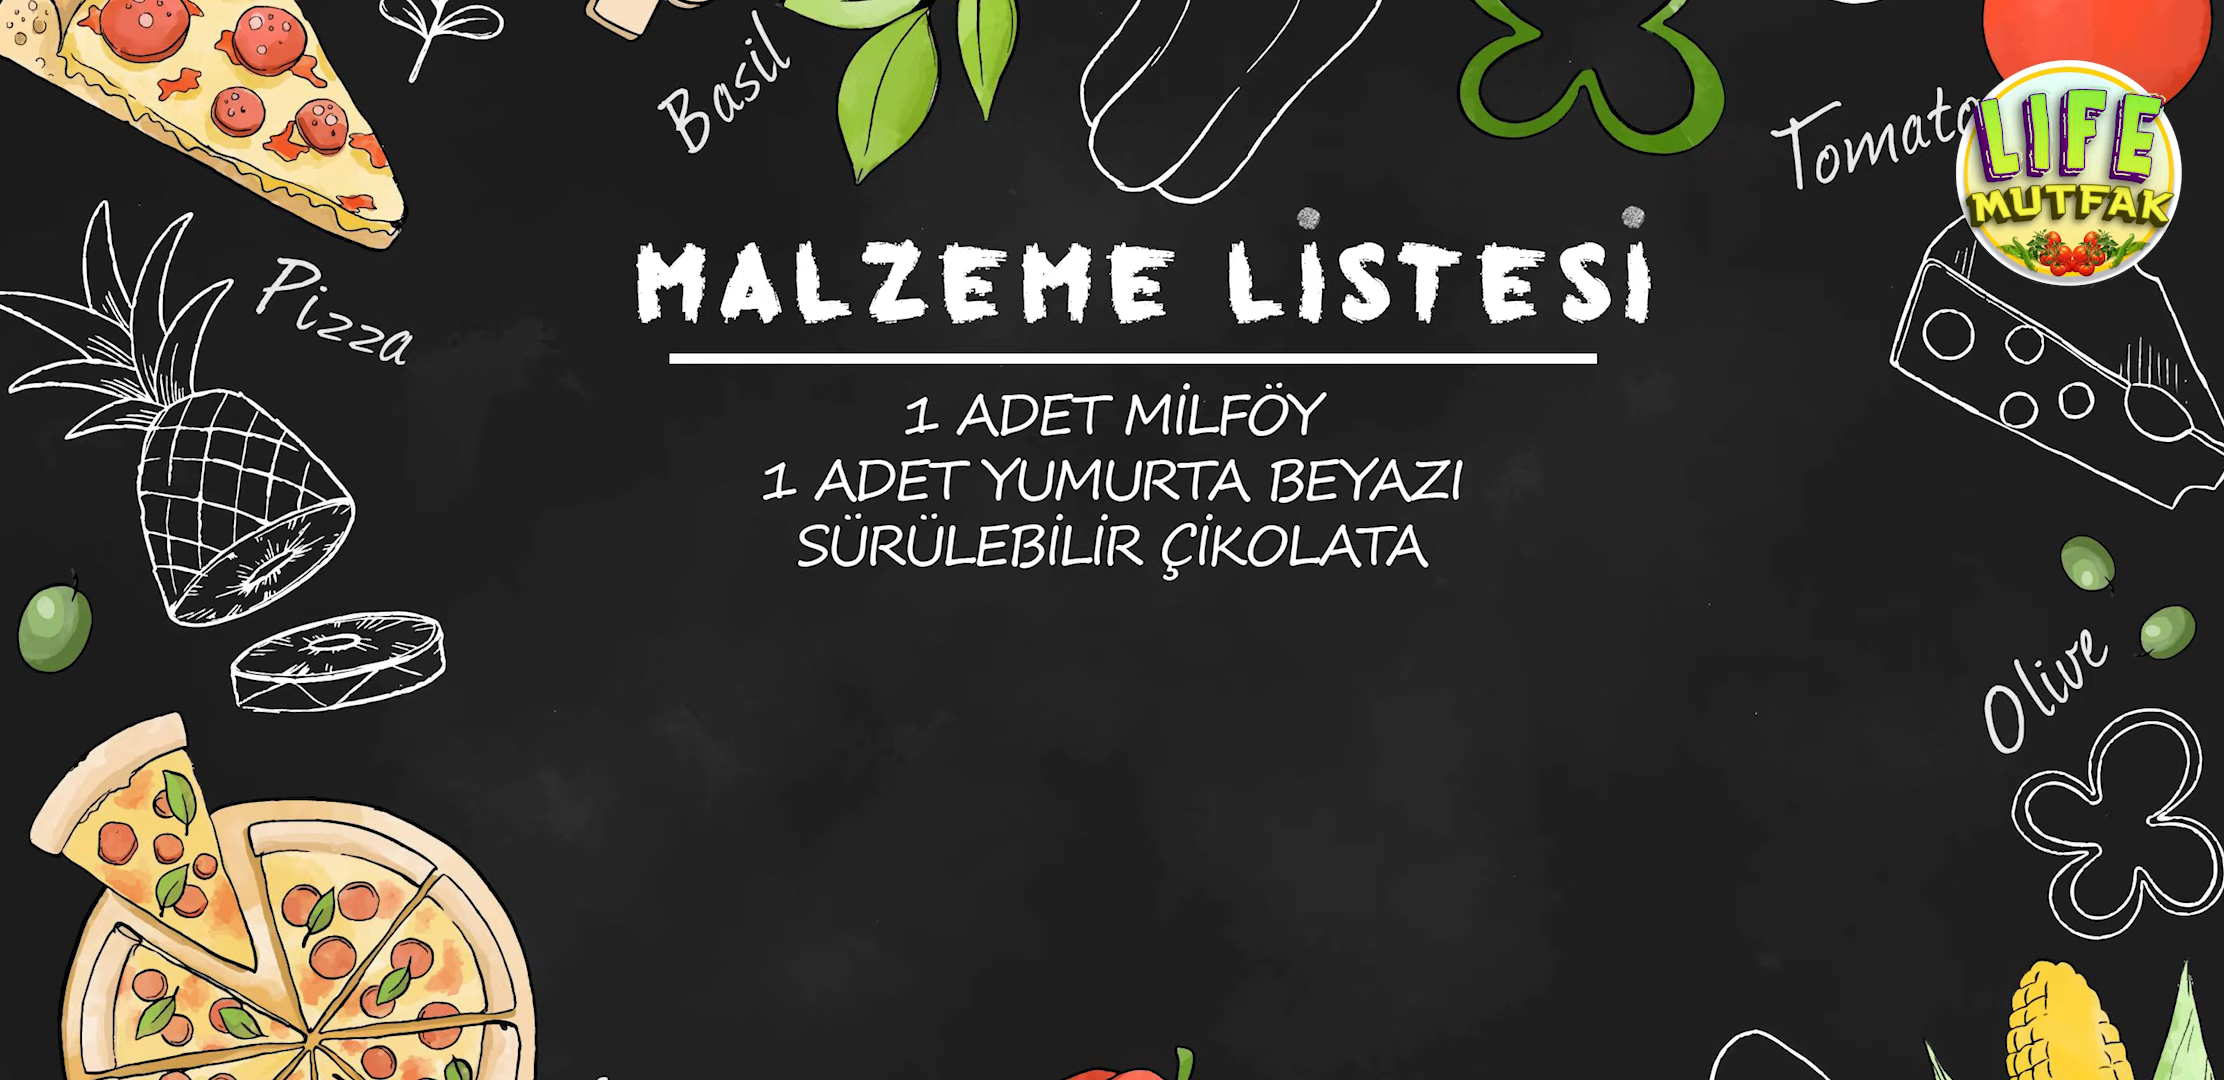 Basil
Tomato
LIFE
MUTFAK
Pizza
MALZEME LİSTESİ
1 ADET MİLFÖY
1 ADET YUMURTA BEYAZI
SÜRÜLEBİLİR ÇİKOLATA
Olive